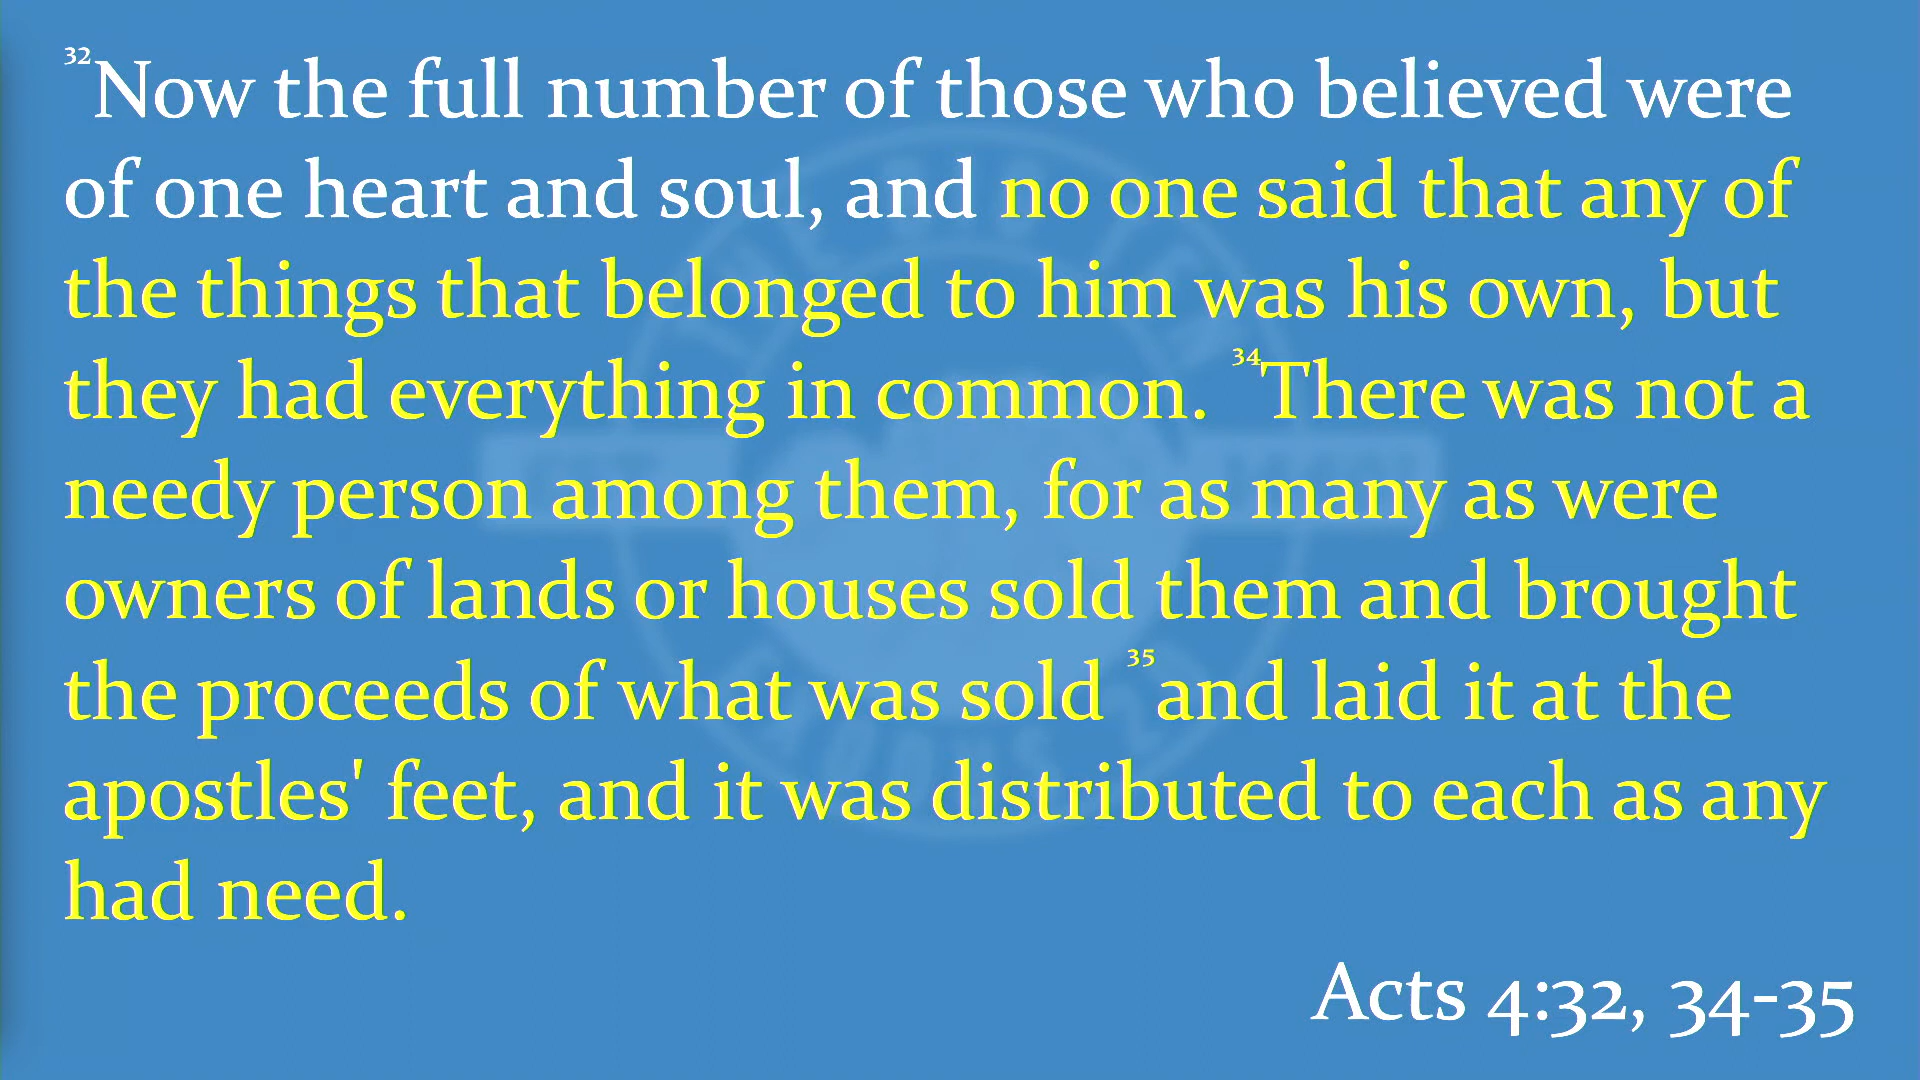 32Now the full number of those who believed were
of one heart and soul, and no one said that any of
the things that belonged to him was his own, but
they had everything in common. 34There was not a
needy person among them, for as many as were
owners of lands or houses sold them and brought
the proceeds of what was sold 35and laid it at the
apostles' feet, and it was distributed to each as any
had need.
Acts 4:32, 34-35